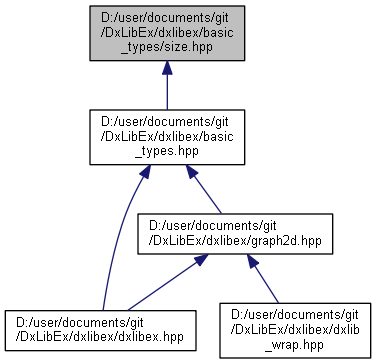 D:/user/documents/git
/DxLibEx/dxlibex/basic
_types/size.hpp
D:/user/documents/git
/DxLibEx/dxlibex/basic
_types.hpp
D:/user/documents/git
/DxLibEx/dxlibex/graph2d.hpp
D:/user/documents/git
/DxLibEx/dxlibex/dxlibex.hpp
D:/user/documents/git
/DxLibEx/dxlibex/dxlib
_wrap.hpp